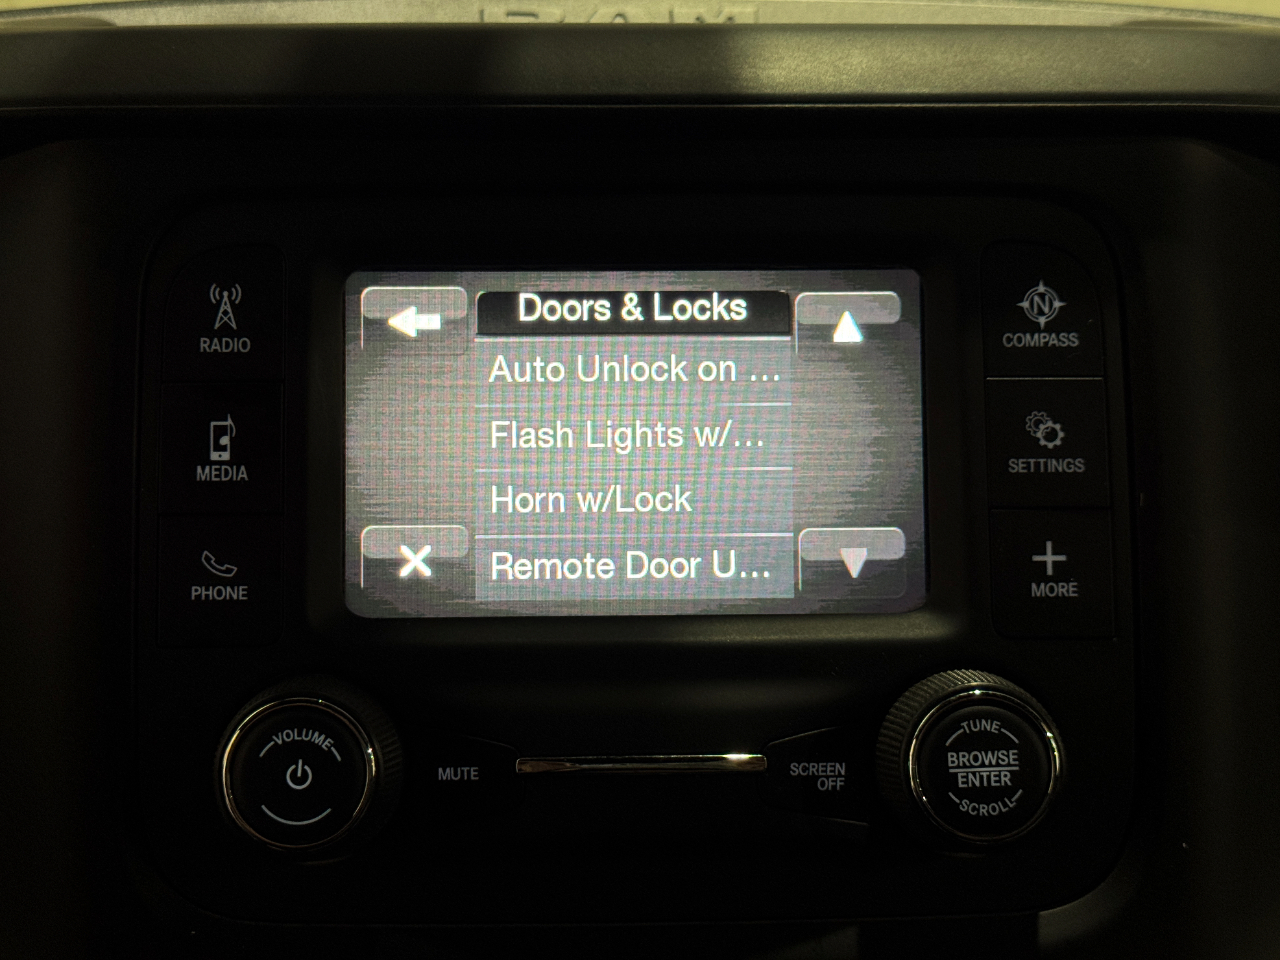 RAM
RADIO
MEDIA
PHONE
Doors & Locks
Auto Unlock on ...
Flash Lights w/...
Horn w/Lock
Remote Door U...
N
COMPASS
SETTINGS
MORE
VOLUME
MUTE
SCREEN
OFF
TUNE
BROWSE
ENTER
SCROLL